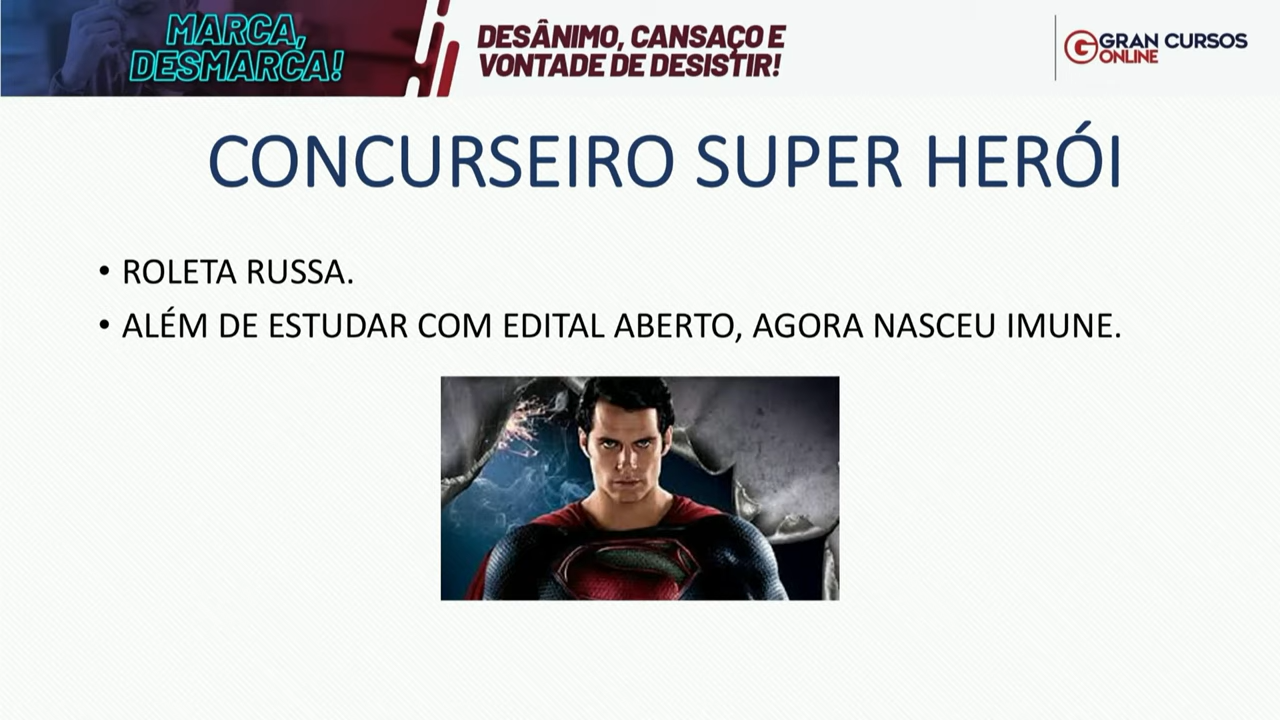 MARCA,
DESMARCA!
DESÂNIMO, CANSAÇO E
VONTADE DE DESISTIR!
GRAN CURSOS
ONLINE
CONCURSEIRO SUPER HERÓI
• ROLETA RUSSA.
• ALÉM DE ESTUDAR COM EDITAL ABERTO, AGORA NASCEU IMUNE.